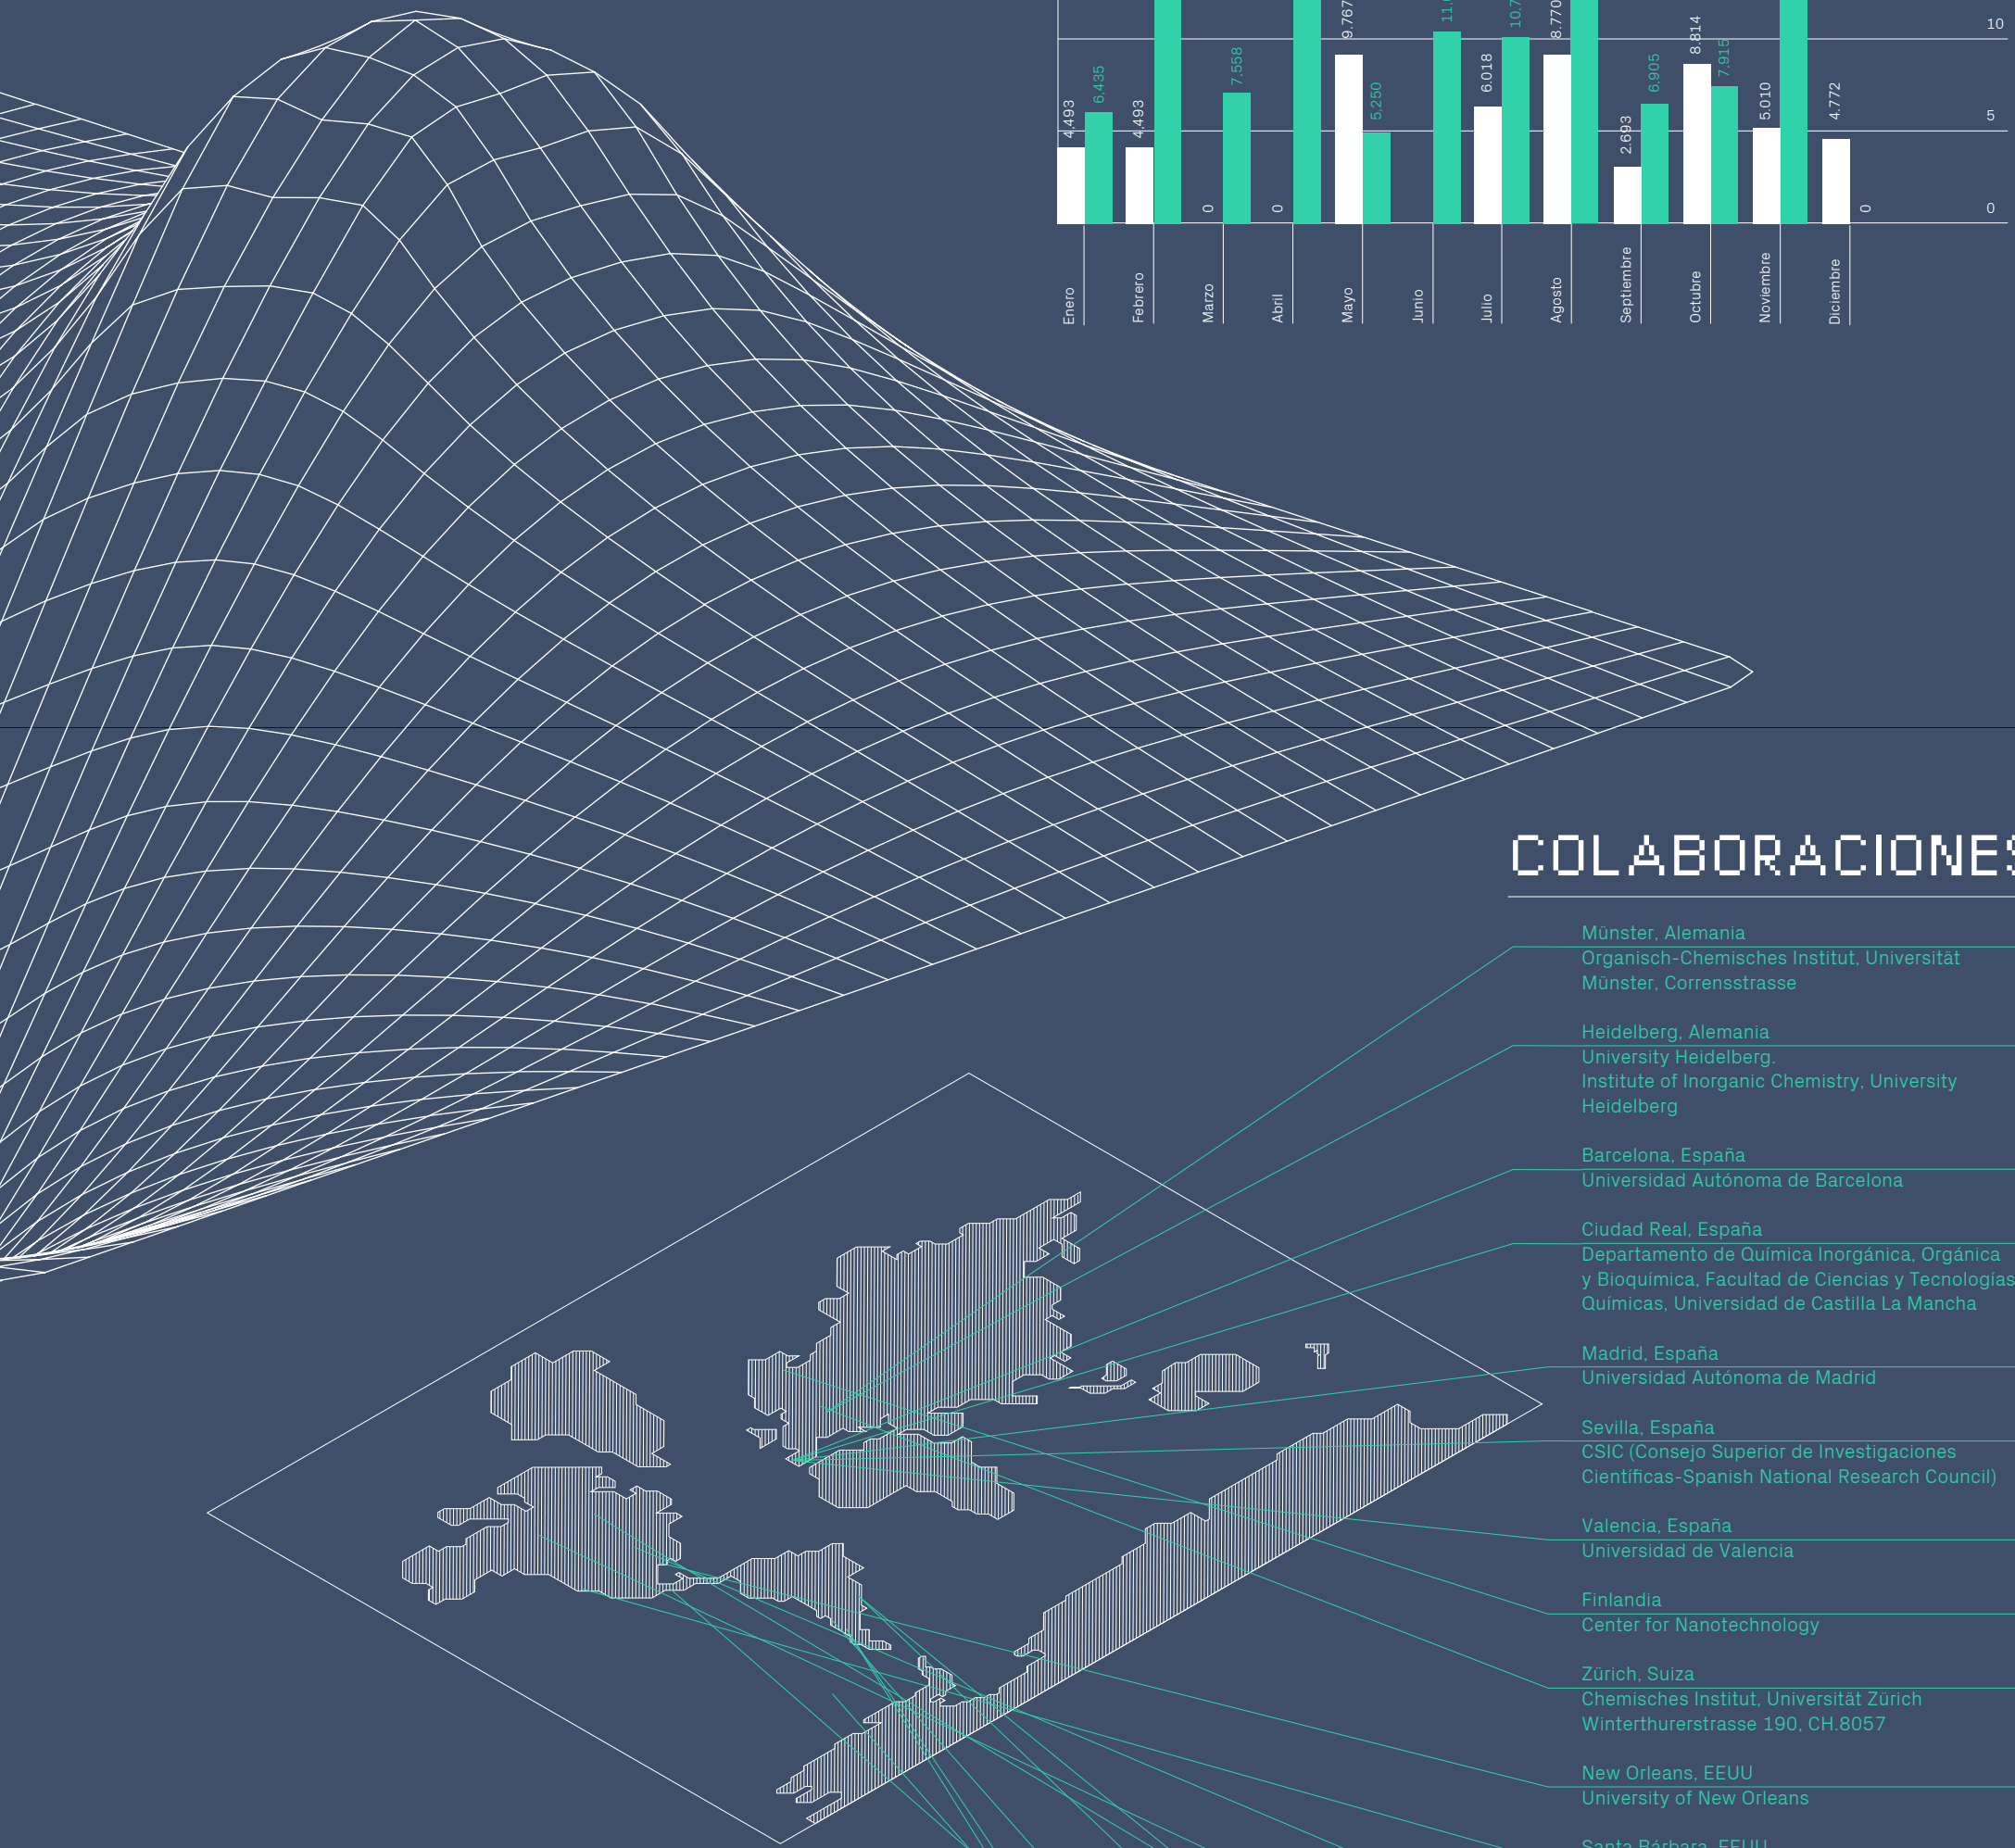 10
5
0
4,493
6,435
4,493
0
7,558
0
9.767
5,250
6.018
8.770
2.693
6,905
8.814
7,915
5.010
4.772
0
Enero
Febrero
Marzo
Abril
Mayo
Junio
Julio
Agosto
Septiembre
Octubre
Noviembre
Diciembre
COLABORACIONES
Münster, Alemania
Organisch-Chemisches Institut, Universität
Münster, Corrensstrasse
Heidelberg, Alemania
University Heidelberg.
Institute of Inorganic Chemistry, University
Heidelberg
Barcelona, España
Universidad Autónoma de Barcelona
Ciudad Real, España
Departamento de Química Inorgánica, Orgánica
y Bioquímica, Facultad de Ciencias y Tecnologías
Químicas, Universidad de Castilla La Mancha
Madrid, España
Universidad Autónoma de Madrid
Sevilla, España
CSIC (Consejo Superior de Investigaciones
Científicas-Spanish National Research Council)
Valencia, España
Universidad de Valencia
Finlandia
Center for Nanotechnology
Zürich, Suiza
Chemisches Institut, Universität Zürich
Winterthurerstrasse 190, CH.8057
New Orleans, EEUU
University of New Orleans
Santa Bárbara, EEUU